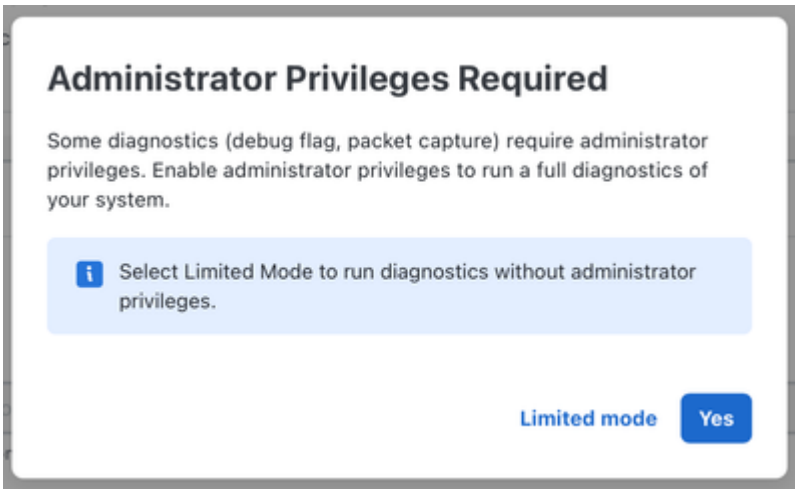 Administrator Privileges Required
Some diagnostics (debug flag, packet capture) require administrator
privileges. Enable administrator privileges to run a full diagnostics of
your system.
Select Limited Mode to run diagnostics without administrator
privileges.
Limited mode
Yes